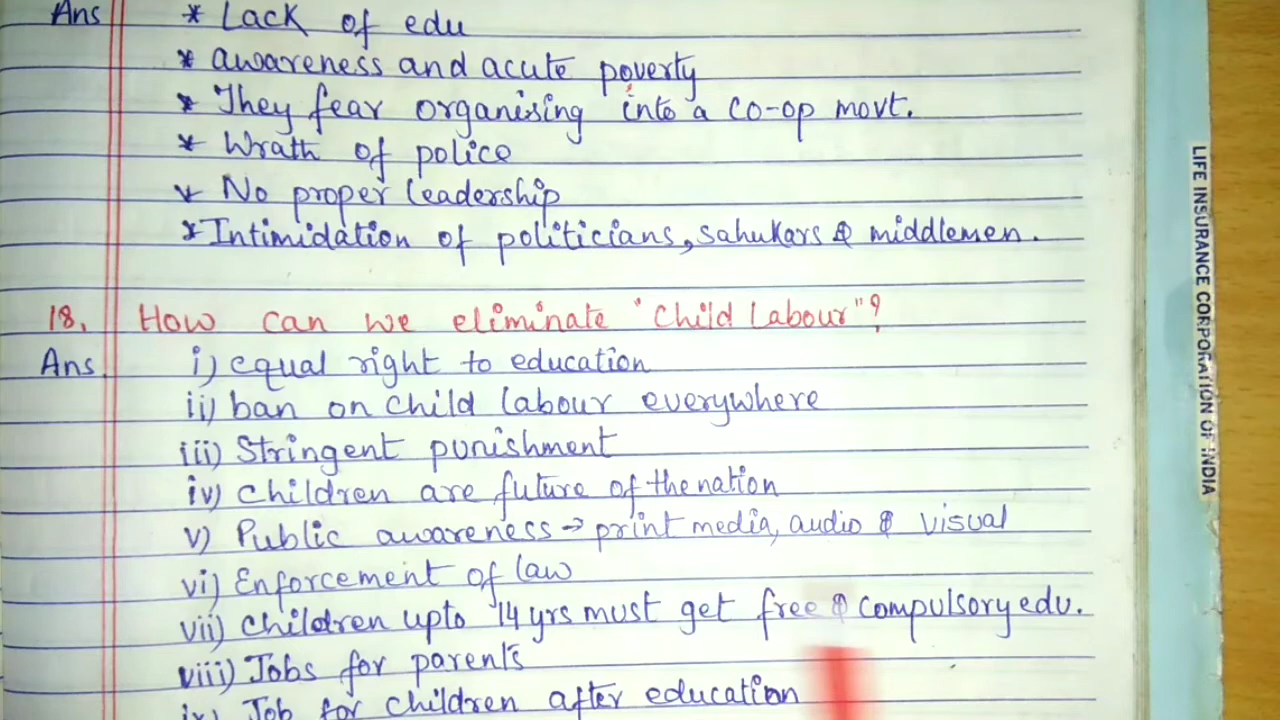 Ans * Lack of edu
* awareness and acute poverty
* They fear organising into a co-op movt.
* Wrath of police
* No proper leadership
* Intimidation of politicians, sahukars & middlemen.
18. How can we eliminate "Child Labour"?
Ans i) equal right to education
ii) ban on child labour everywhere
iii) Stringent punishment
iv) children are future of the nation
v) Public awareness → print media, audio & visual
vi) Enforcement of law
vii) children upto 14 yrs must get free & compulsory edu.
viii) Jobs for parents
ix) Job for children after education
LIFE INSURANCE CORPORATION OF INDIA